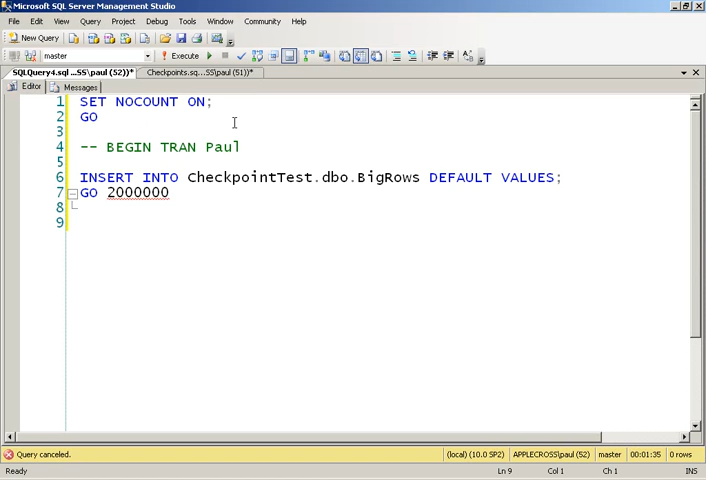 Microsoft SQL Server Management Studio
File Edit View Query Project Debug Tools Window Community Help
New Query
master Execute
SQLQuery4.sql ...SS\paul (52))* Checkpoints.sq...SS\paul (51))*
Editor Messages
1 SET NOCOUNT ON;
2 GO
3
4 -- BEGIN TRAN Paul
5
6 INSERT INTO CheckpointTest.dbo.BigRows DEFAULT VALUES;
7 GO 2000000
8
9
Query canceled. (local) (10.0 SP2) APPLECROSS\paul (52) master 00:01:35 0 rows
Ready Ln 9 Col 1 Ch 1 INS